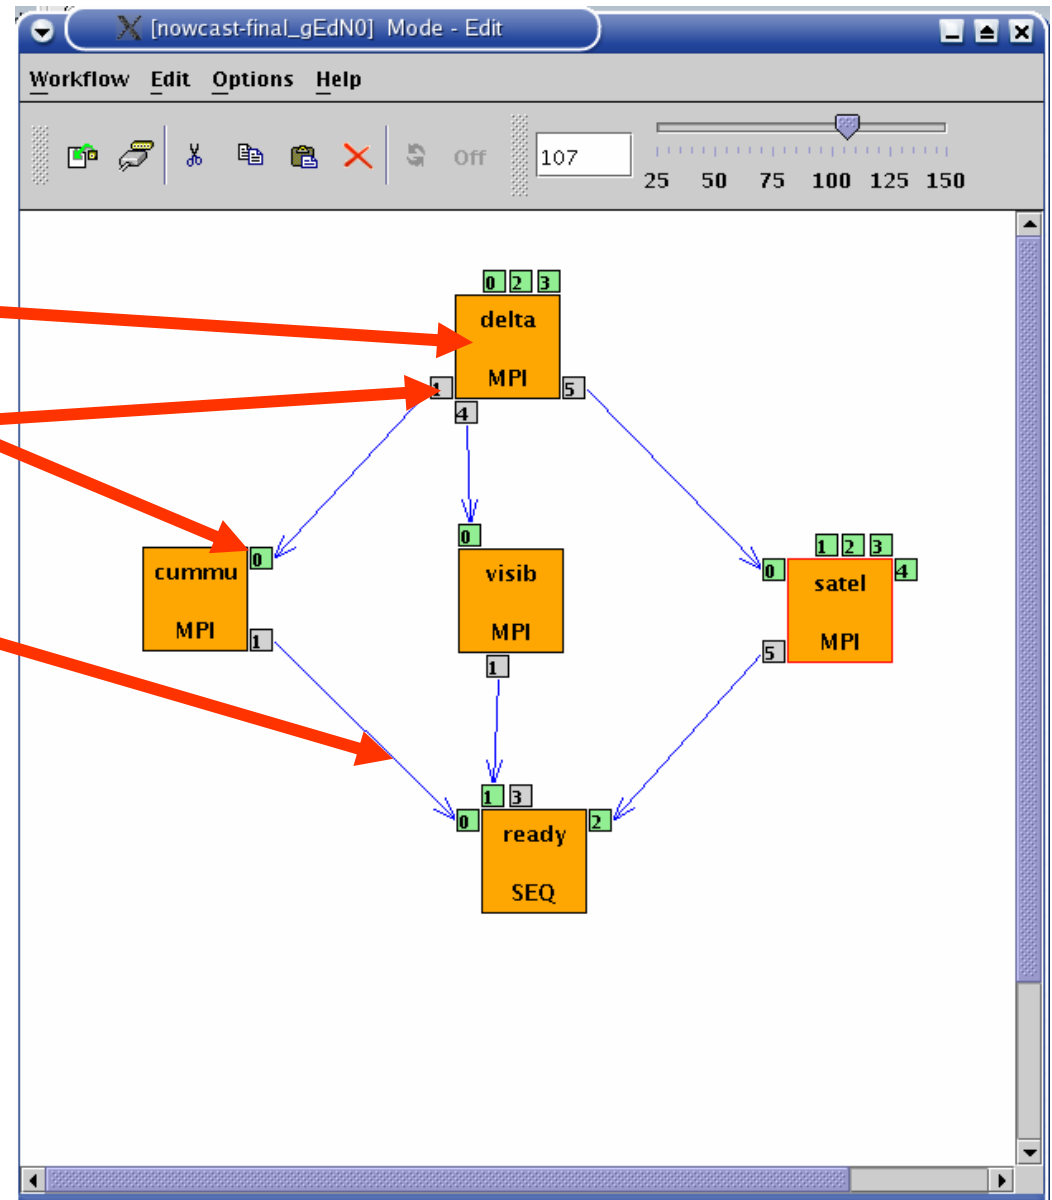 [nowcast-final_gEdN0] Mode - Edit
Workflow Edit Options Help
Off 107
25 50 75 100 125 150
0 2 3
delta
MPI
1 5
4
0
1 2 3
0 0 4
cummu visib satel
MPI MPI MPI
1 1 5
1 3
0 2
ready
SEQ